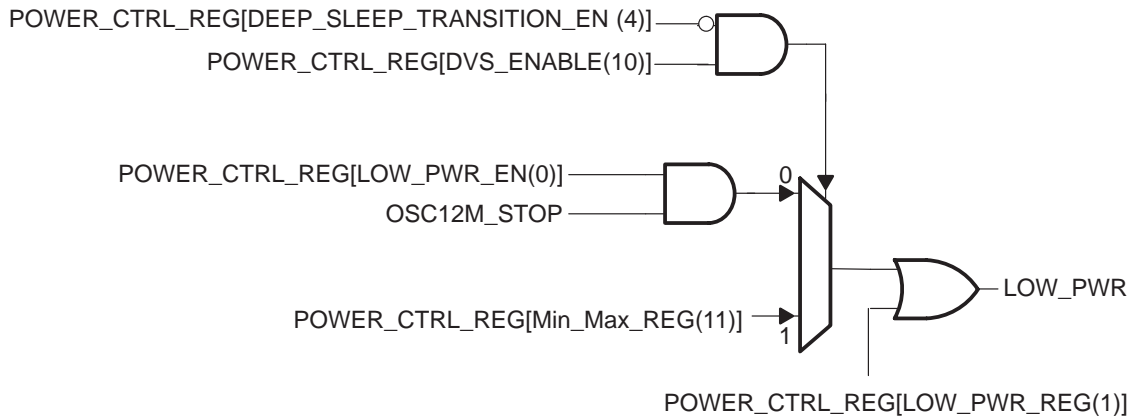 POWER_CTRL_REG[DEEP_SLEEP_TRANSITION_EN (4)]
POWER_CTRL_REG[DVS_ENABLE(10)]
POWER_CTRL_REG[LOW_PWR_EN(0)]
0
OSC12M_STOP
LOW_PWR
POWER_CTRL_REG[Min_Max_REG(11)]
1
POWER_CTRL_REG[LOW_PWR_REG(1)]